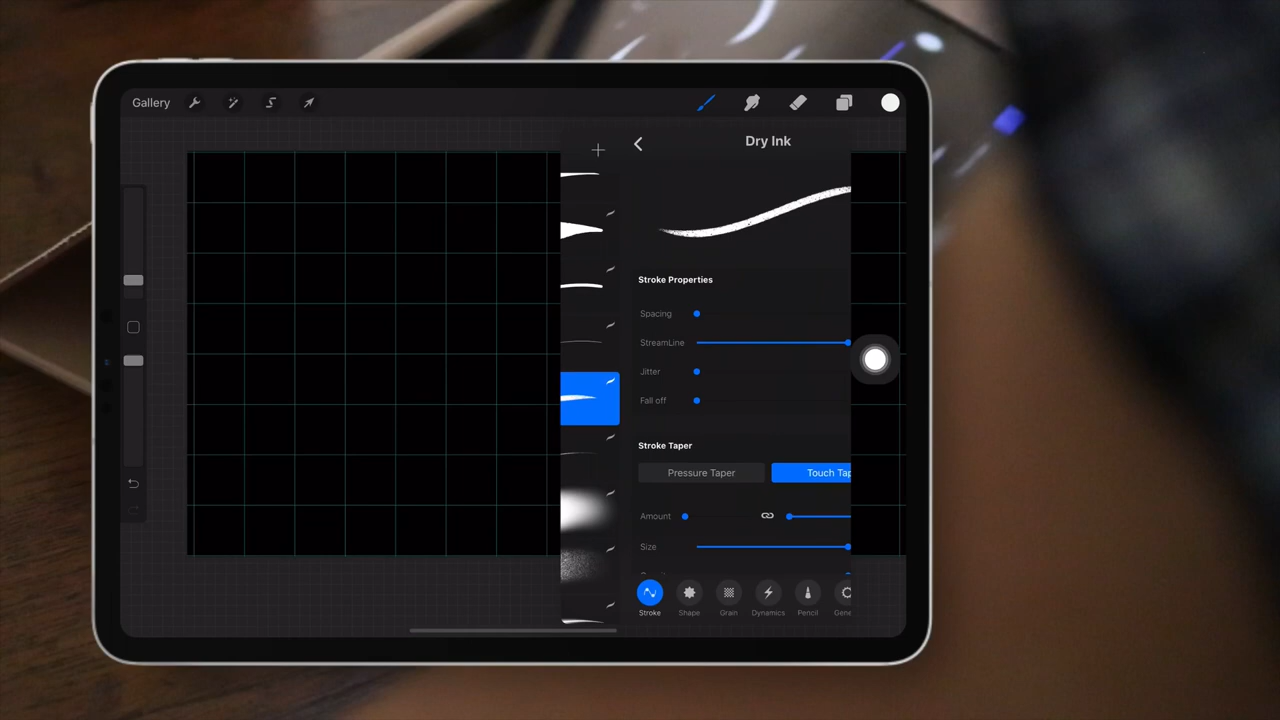 Gallery
Dry Ink
Stroke Properties
Spacing
StreamLine
Jitter
Fall off
Stroke Taper
Pressure Taper
Touch Tap
Amount
Size
Stroke
Shape
Grain
Dynamics
Pencil
Gene